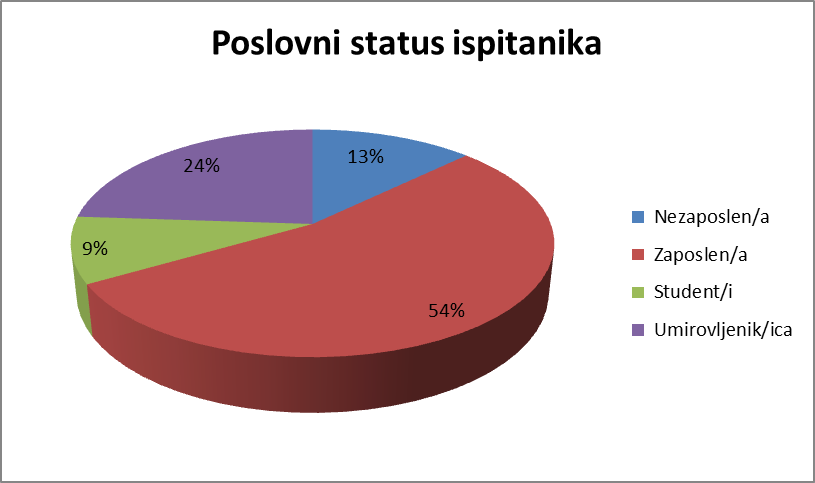 Poslovni status ispitanika
13%
24%
9%
54%
Nezaposlen/a
Zaposlen/a
Student/i
Umirovljenik/ica